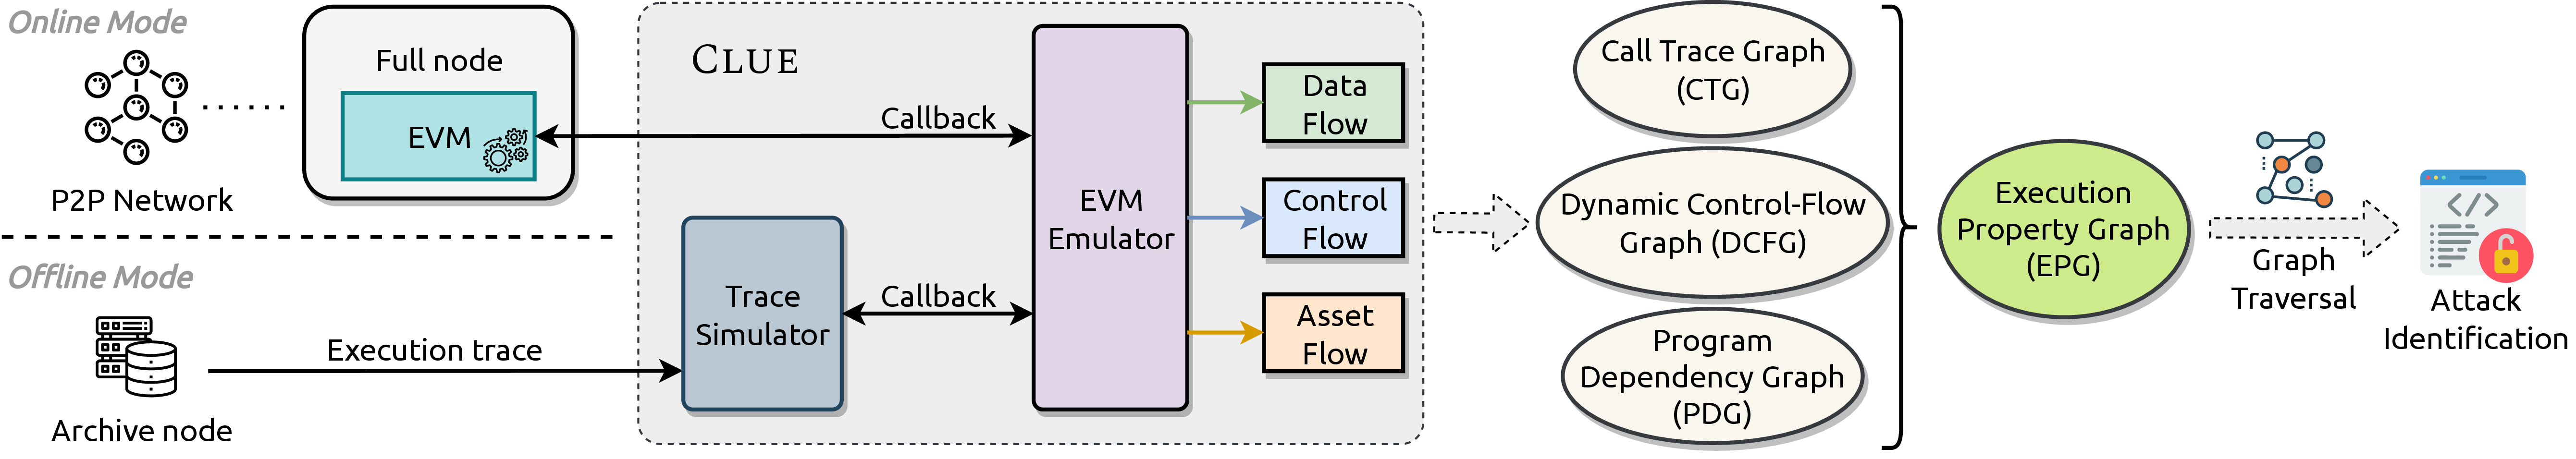 Online Mode
P2P Network
Full node
EVM
Offline Mode
Archive node
Execution trace
CLUE
Callback
Trace
Simulator
Callback
EVM
Emulator
Data
Flow
Control
Flow
Asset
Flow
Call Trace Graph
(CTG)
Dynamic Control-Flow
Graph (DCFG)
Program
Dependency Graph
(PDG)
Execution
Property Graph
(EPG)
Graph
Traversal
</>
Attack
Identification